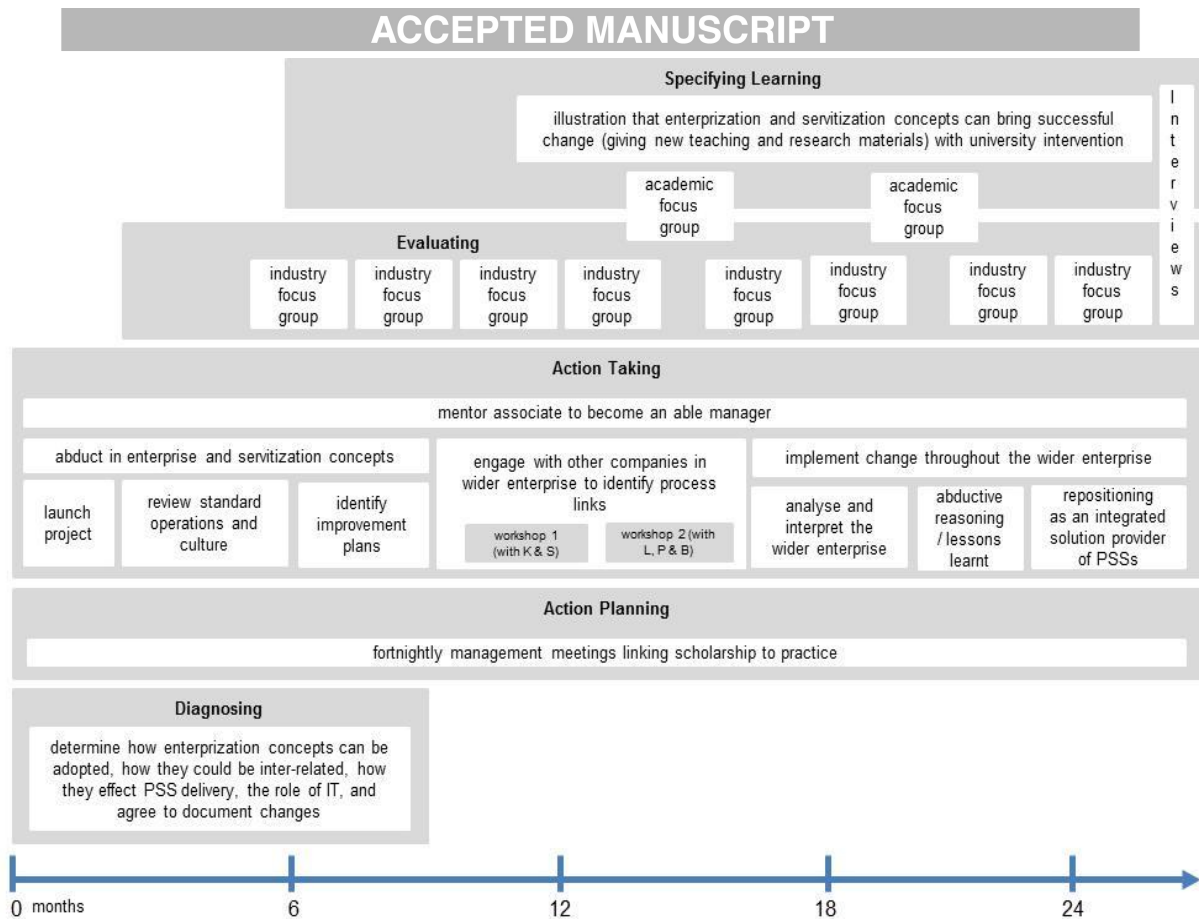 ACCEPTED MANUSCRIPT
Specifying Learning
illustration that enterprization and servitization concepts can bring successful
change (giving new teaching and research materials) with university intervention
academic
focus
group
academic
focus
group
Interviews
Evaluating
industry
focus
group
industry
focus
group
industry
focus
group
industry
focus
group
industry
focus
group
industry
focus
group
industry
focus
group
industry
focus
group
Action Taking
mentor associate to become an able manager
abduct in enterprise and servitization concepts
launch
project
review standard
operations and
culture
identify
improvement
plans
engage with other companies in
wider enterprise to identify process
links
workshop 1
(with K & S)
workshop 2 (with
L, P & B)
implement change throughout the wider enterprise
analyse and
interpret the
wider enterprise
abductive
reasoning
/ lessons
learnt
repositioning
as an integrated
solution provider
of PSSs
Action Planning
fortnightly management meetings linking scholarship to practice
Diagnosing
determine how enterprization concepts can be
adopted, how they could be inter-related, how
they effect PSS delivery, the role of IT, and
agree to document changes
0 months 6 12 18 24